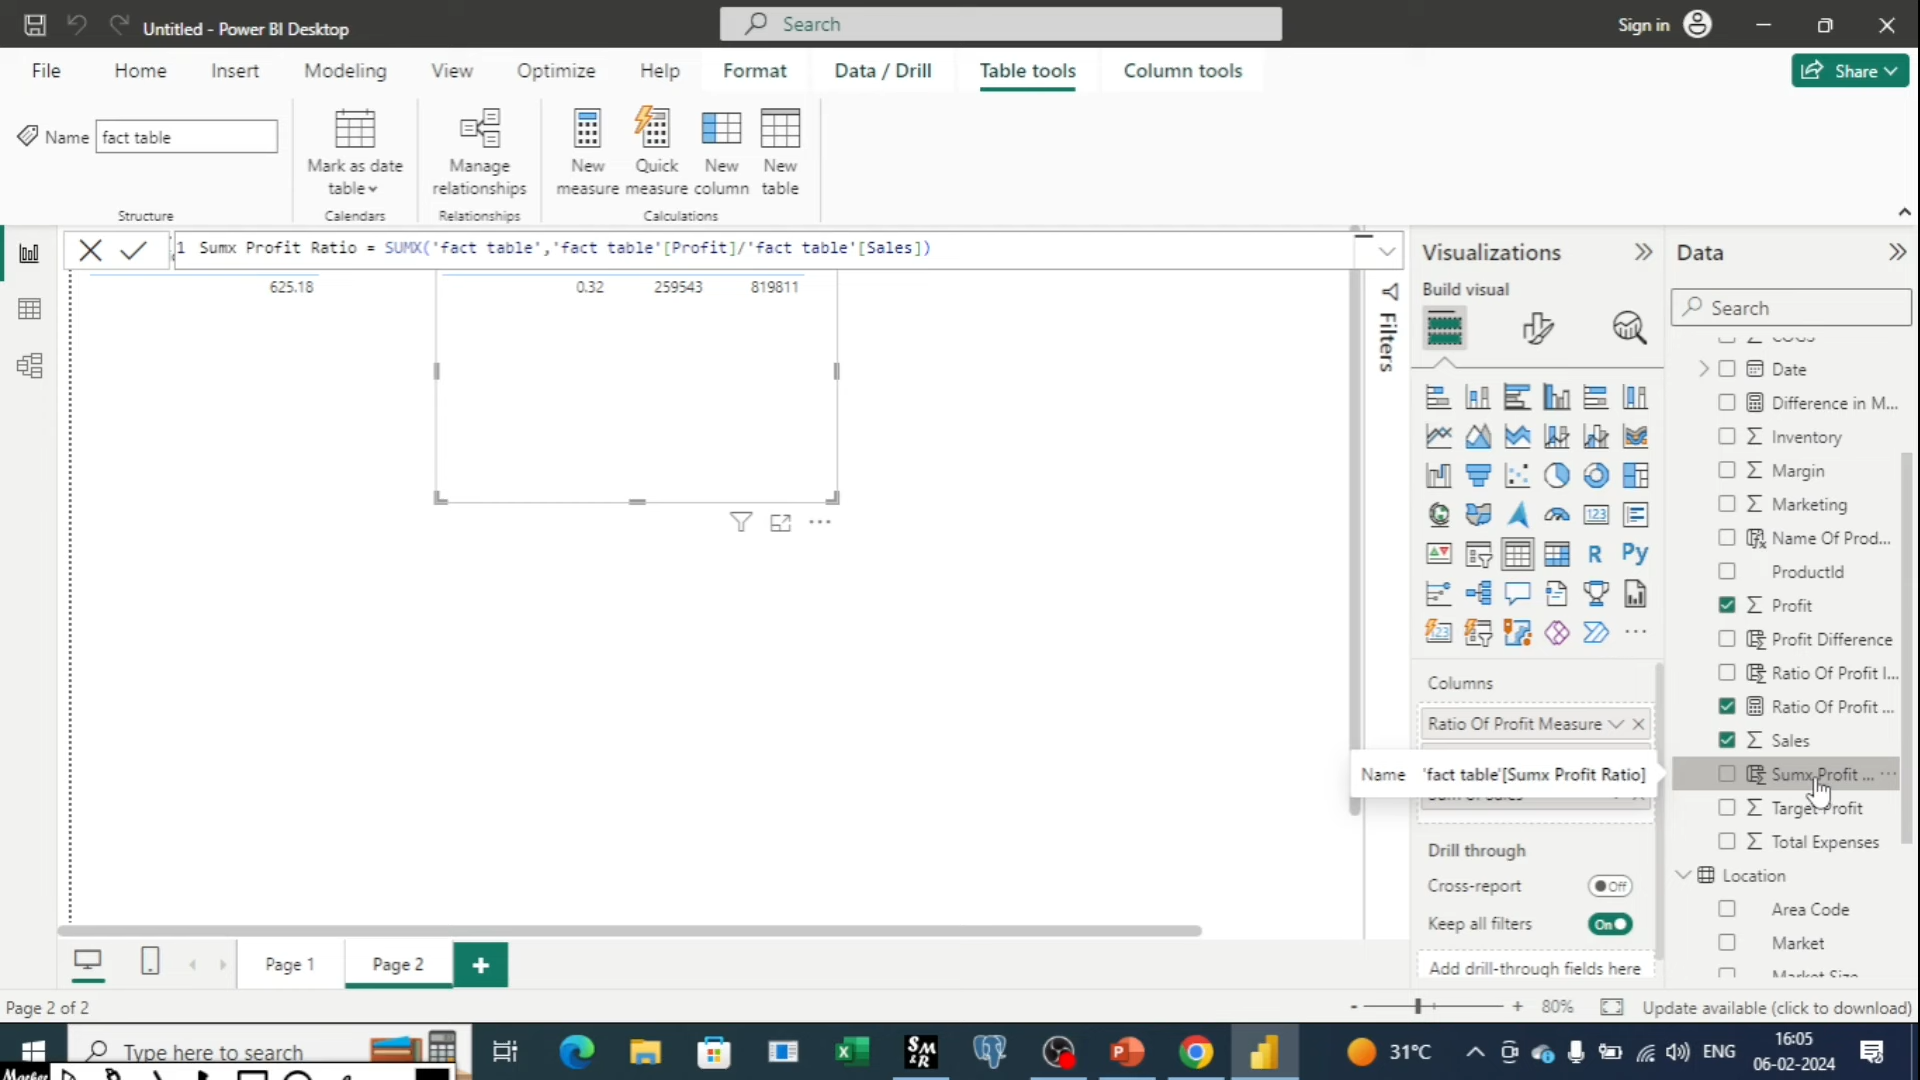 Untitled - Power BI Desktop
Search
Sign in
File
Home
Insert
Modeling
View
Optimize
Help
Format
Data / Drill
Table tools
Column tools
Share
Name
fact table
Mark as date
table
Manage
relationships
New
measure
Quick
measure
New
column
New
table
Structure
Calendars
Relationships
Calculations
1 Sumx Profit Ratio = SUMX('fact table','fact table'[Profit]/'fact table'[Sales])
625.18
0.32
259543
819811
Filters
Visualizations
Build visual
123
R
Py
123
Columns
Ratio Of Profit Measure
Name 'fact table'[Sumx Profit Ratio]
Drill through
Cross-report
Off
Keep all filters
On
Add drill-through fields here
Data
Search
Date
Difference in M...
Inventory
Margin
Marketing
Name Of Prod...
ProductId
Profit
Profit Difference
Ratio Of Profit I...
Ratio Of Profit ...
Sales
Sumx Profit ...
Target Profit
Total Expenses
Location
Area Code
Market
Market Size
Page 1
Page 2
Page 2 of 2
80%
Update available (click to download)
Type here to search
SM
&R
31°C
ENG
16:05
06-02-2024
Marker